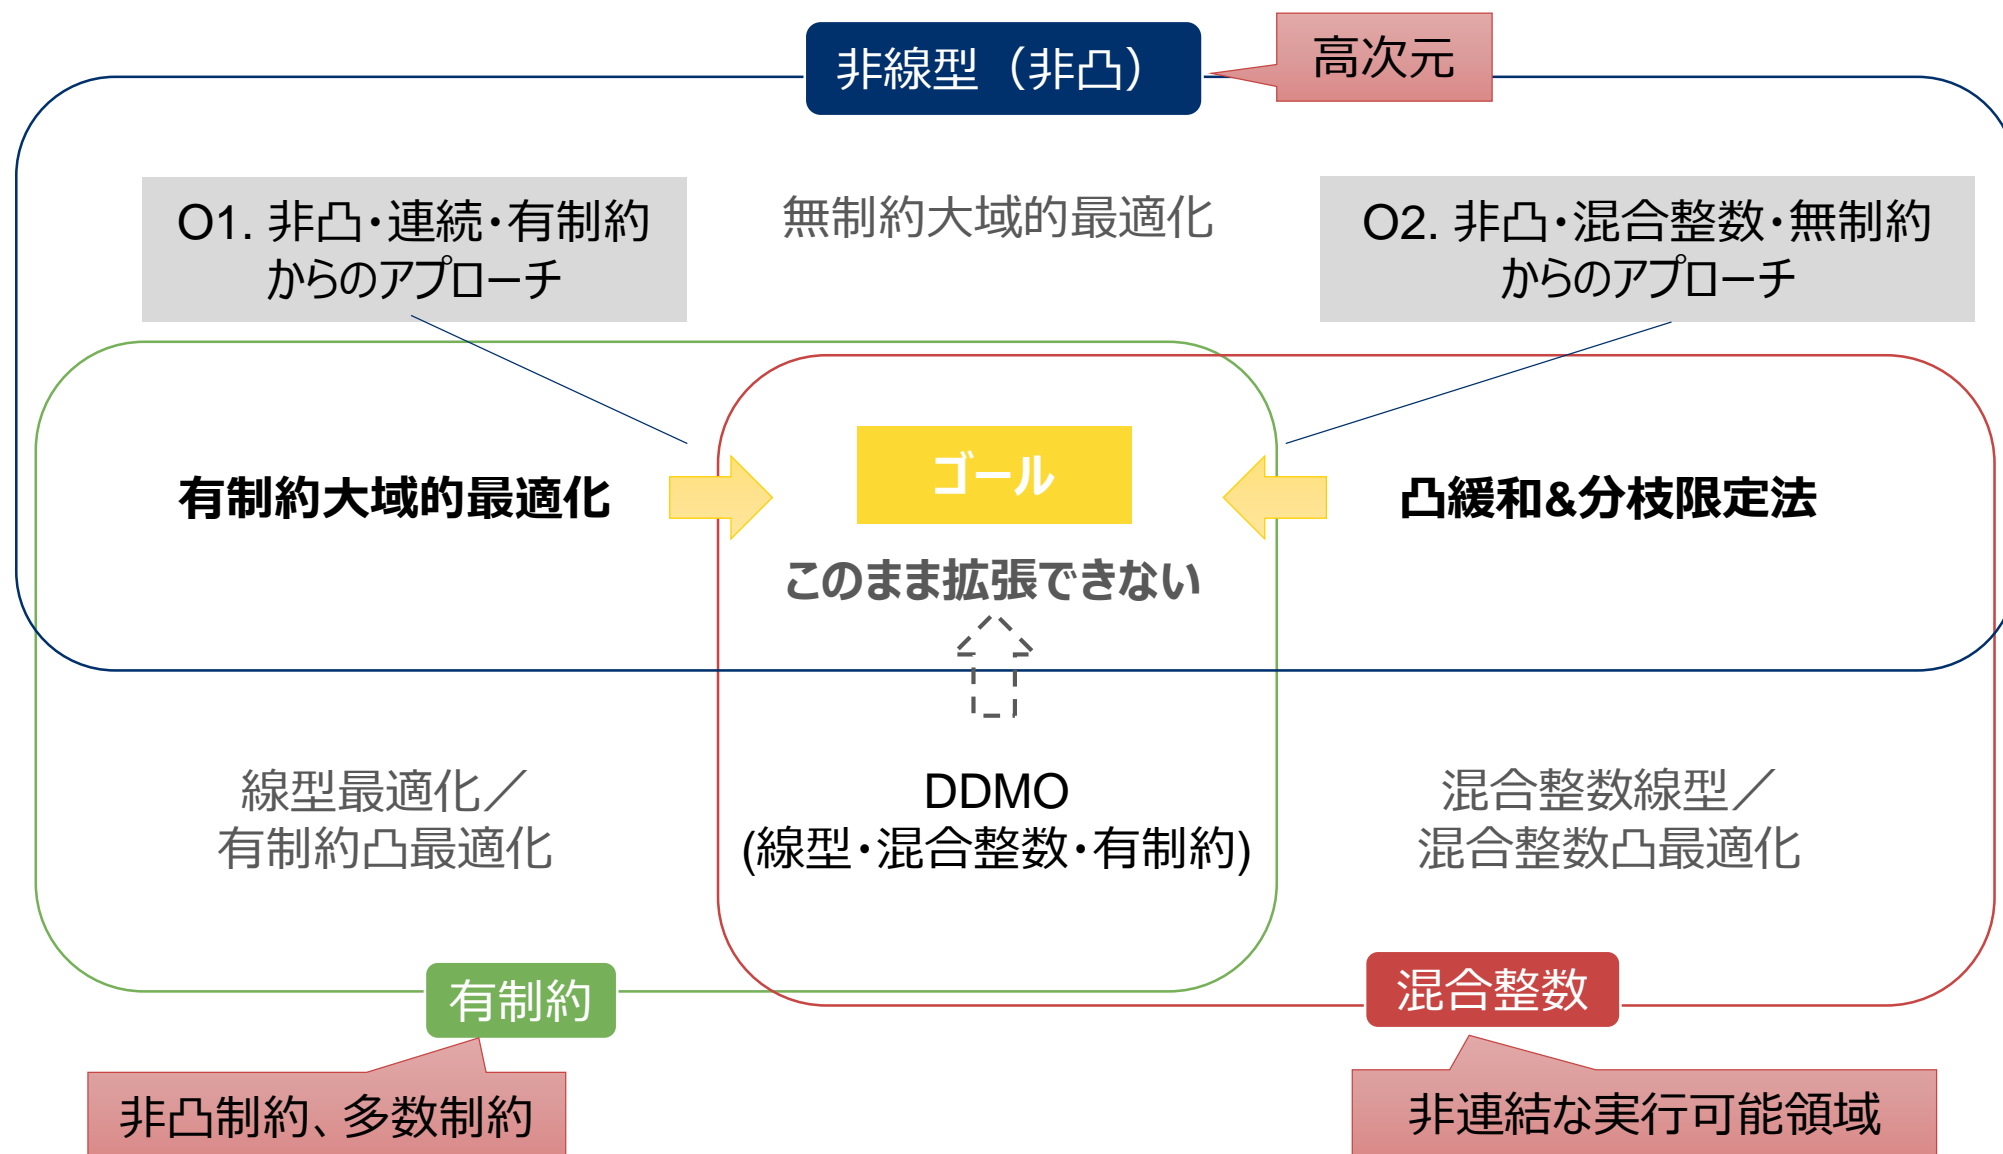 非線型（非凸）
高次元
O1. 非凸・連続・有制約
からのアプローチ
無制約大域的最適化
O2. 非凸・混合整数・無制約
からのアプローチ
有制約大域的最適化
ゴール
凸緩和&分枝限定法
このまま拡張できない
線型最適化／
有制約凸最適化
DDMO
(線型・混合整数・有制約)
混合整数線型／
混合整数凸最適化
有制約
混合整数
非凸制約、多数制約
非連結な実行可能領域